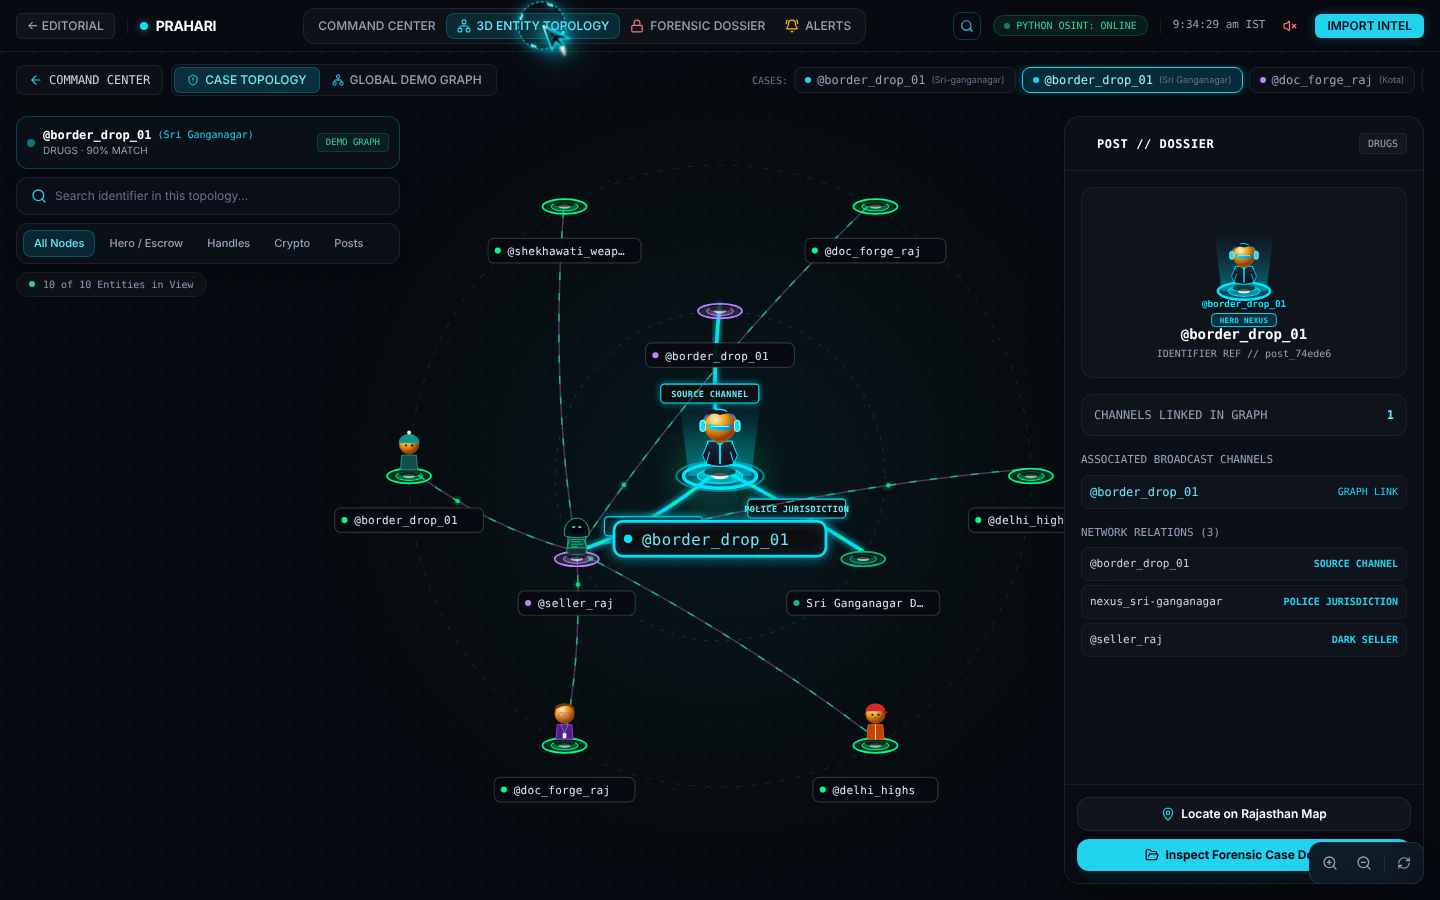 ← EDITORIAL
PRAHARI
COMMAND CENTER
3D ENTITY TOPOLOGY
FORENSIC DOSSIER
ALERTS
PYTHON OSINT: ONLINE
9:34:29 am IST
IMPORT INTEL
← COMMAND CENTER
CASE TOPOLOGY
GLOBAL DEMO GRAPH
CASES:
@border_drop_01 (Sri-ganganagar)
@border_drop_01 (Sri Ganganagar)
@doc_forge_raj (Kota)
@border_drop_01 (Sri Ganganagar)
DRUGS · 90% MATCH
DEMO GRAPH
Search identifier in this topology...
All Nodes
Hero / Escrow
Handles
Crypto
Posts
10 of 10 Entities in View
@shekhawati_weap…
@doc_forge_raj
@border_drop_01
SOURCE CHANNEL
@border_drop_01
POLICE JURISDICTION
@delhi_high
@border_drop_01
@seller_raj
Sri Ganganagar D…
@doc_forge_raj
@delhi_highs
POST // DOSSIER
DRUGS
@border_drop_01
HERO NEXUS
@border_drop_01
IDENTIFIER REF // post_74ede6
CHANNELS LINKED IN GRAPH
1
ASSOCIATED BROADCAST CHANNELS
@border_drop_01
GRAPH LINK
NETWORK RELATIONS (3)
@border_drop_01
SOURCE CHANNEL
nexus_sri-ganganagar
POLICE JURISDICTION
@seller_raj
DARK SELLER
Locate on Rajasthan Map
Inspect Forensic Case